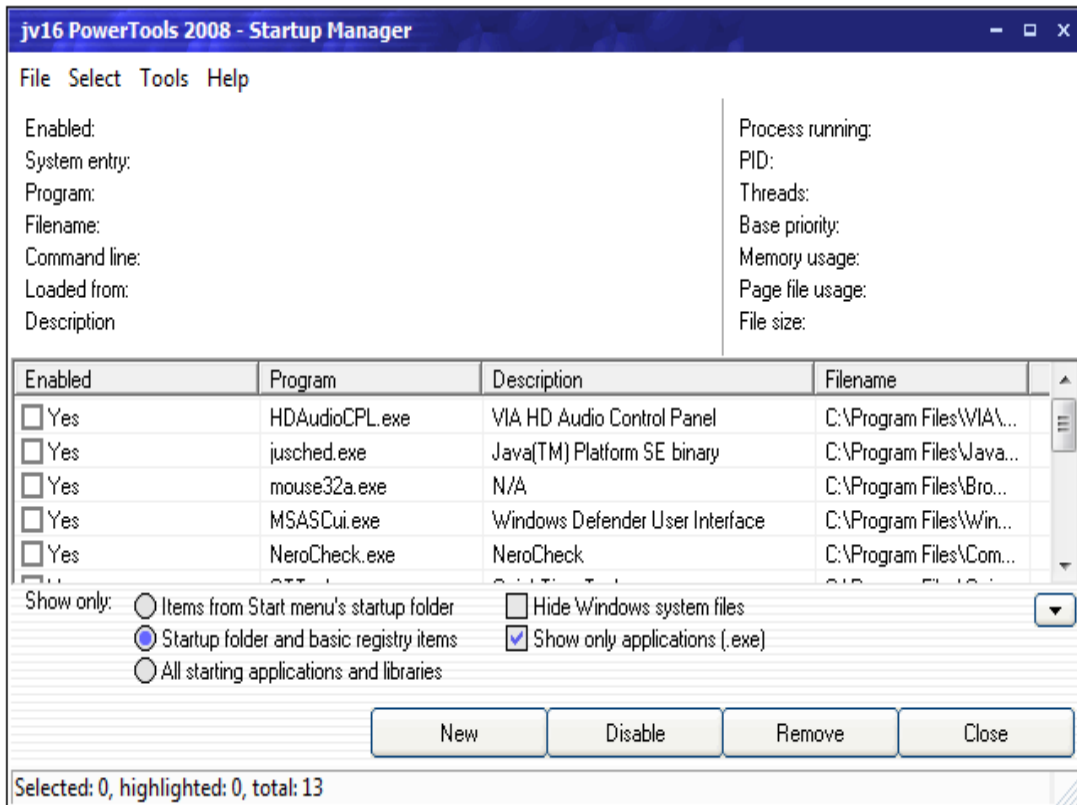 jv16 PowerTools 2008 - Startup Manager
File Select Tools Help
Enabled:
System entry:
Program:
Filename:
Command line:
Loaded from:
Description
Process running:
PID:
Threads:
Base priority:
Memory usage:
Page file usage:
File size:
Enabled Program Description Filename
Yes HDAudioCPL.exe VIA HD Audio Control Panel C:\Program Files\VIA\...
Yes jusched.exe Java(TM) Platform SE binary C:\Program Files\Java...
Yes mouse32a.exe N/A C:\Program Files\Bro...
Yes MSASCui.exe Windows Defender User Interface C:\Program Files\Win...
Yes NeroCheck.exe NeroCheck C:\Program Files\Com...
Show only:
Items from Start menu's startup folder
Startup folder and basic registry items
All starting applications and libraries
Hide Windows system files
Show only applications (.exe)
New Disable Remove Close
Selected: 0, highlighted: 0, total: 13